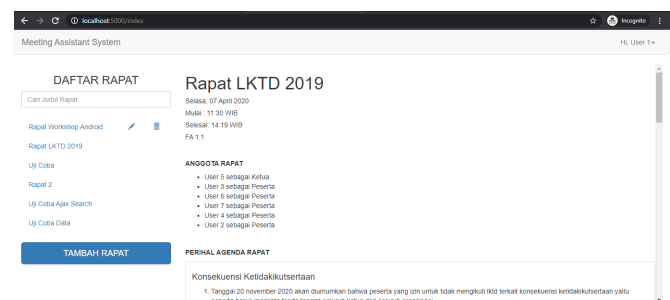 localhost:5000/index
Incognito
Meeting Assistant System
Hi, User 1
DAFTAR RAPAT
Cari Judul Rapat
Rapat Workshop Android
Rapat LKTD 2019
Uji Coba
Rapat 2
Uji Coba Ajax Search
Uji Coba Data
TAMBAH RAPAT
Rapat LKTD 2019
Selasa, 07 April 2020
Mulai : 11:30 WIB
Selesai: 14:19 WIB
FA 1.1
ANGGOTA RAPAT
User 5 sebagai Ketua
User 3 sebagai Peserta
User 6 sebagai Peserta
User 7 sebagai Peserta
User 4 sebagai Peserta
User 2 sebagai Peserta
PERIHAL AGENDA RAPAT
Konsekuensi Ketidakikutsertaan
1. Tanggal 20 november 2020 akan diumumkan bahwa peserta yang izin untuk tidak mengikuti lktd terkait konsekuensi ketidakikutsertaan yaitu